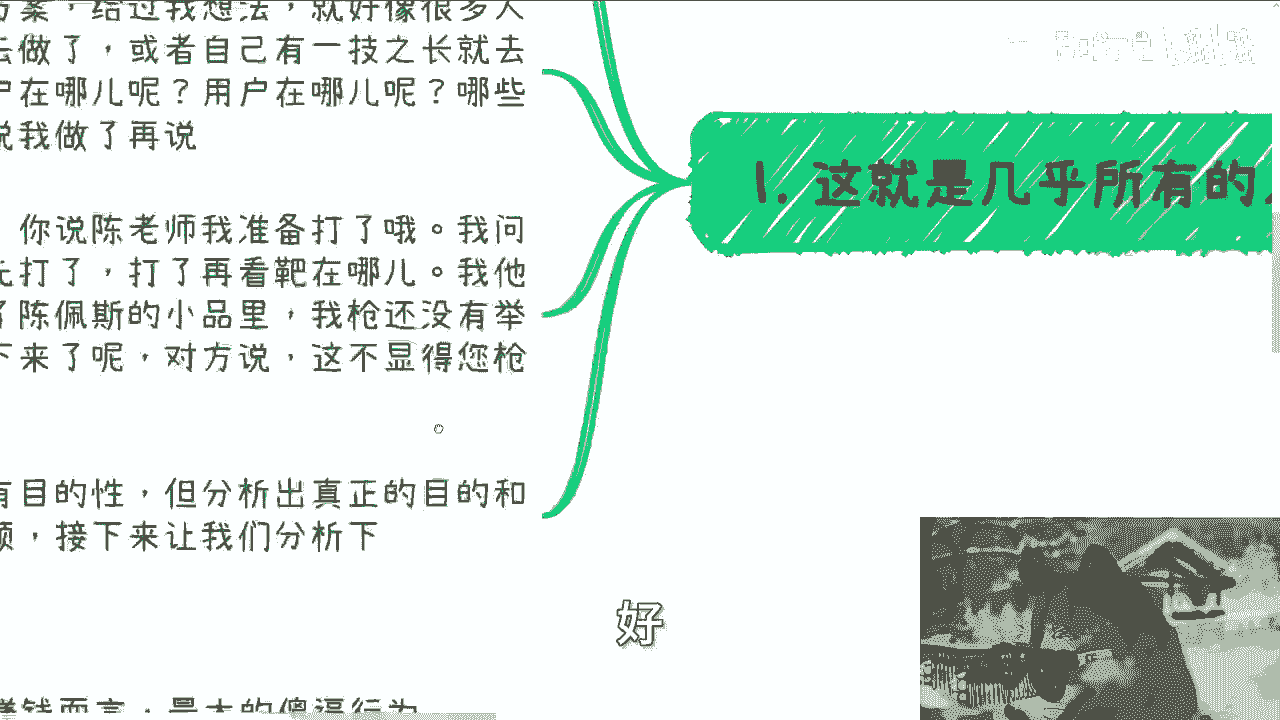 方案，给过我想法，就好像很多人
去做了，或者自己有一技之长就去
户在哪儿呢？用户在哪儿呢？哪些
说我做了再说
你说陈老师我准备打了哦。我问
先打了，打了再看靶在哪儿。我他
了陈佩斯的小品里，我枪还没有举
下来了呢，对方说，这不显得您枪
有目的性，但分析出真正的目的和
频，接下来让我们分析下
赚钱而言，最大的傻逼行为
1. 这就是几乎所有的
好